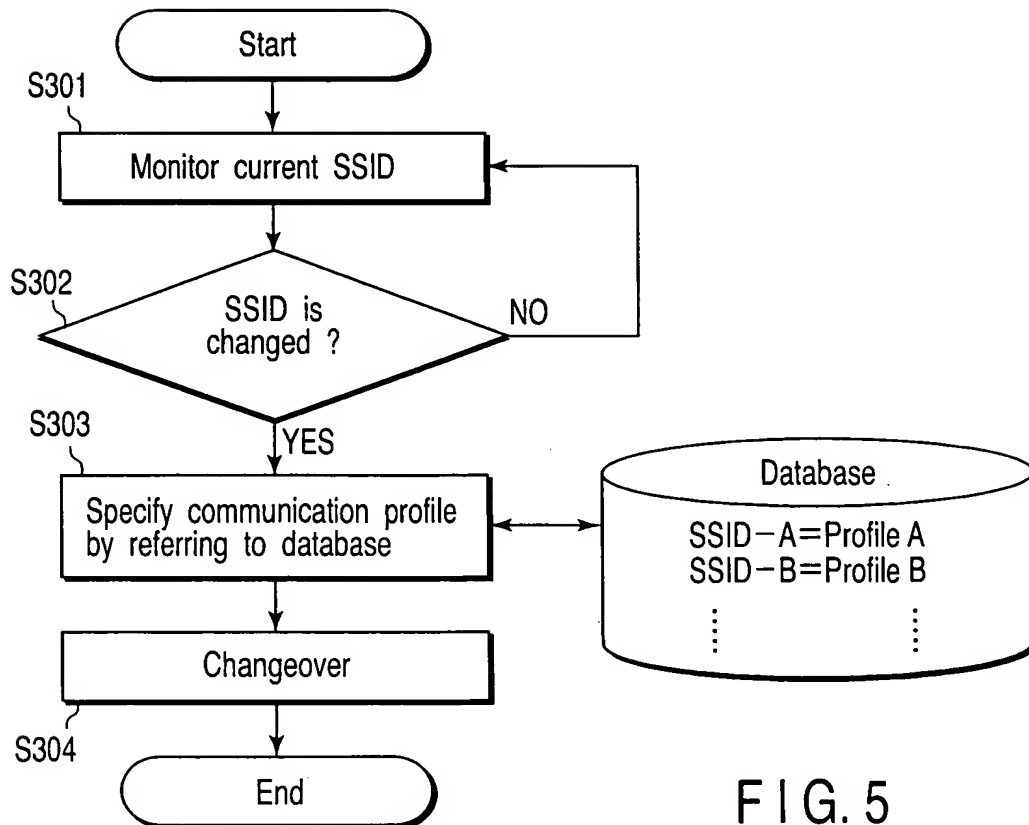 Start
S301
Monitor current SSID
S302
SSID is
changed ?
NO
YES
S303
Specify communication profile
by referring to database
Database
SSID-A=Profile A
SSID-B=Profile B
Changeover
S304
End
FIG. 5